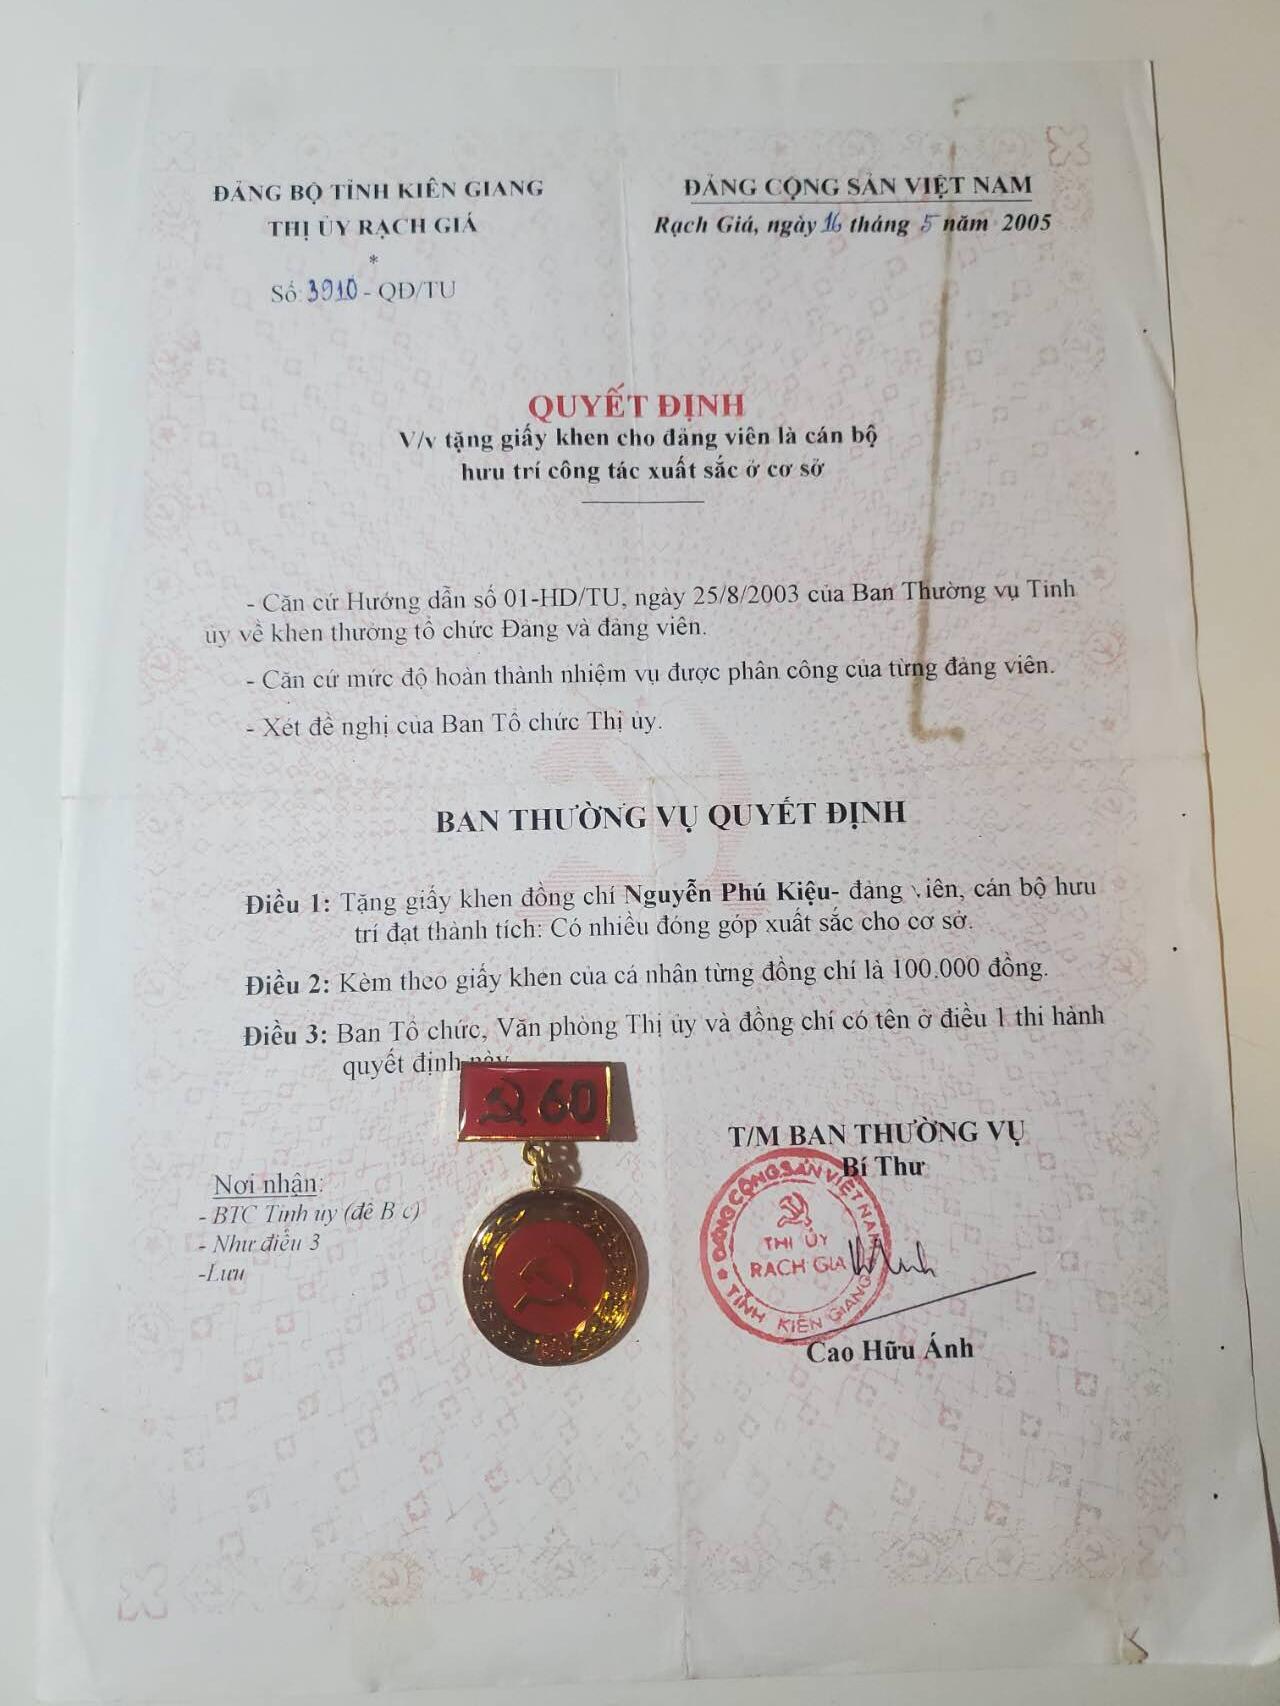 ĐẢNG BỘ TỈNH KIÊN GIANG
THỊ ỦY RẠCH GIÁ
*
Số: 3910 - QĐ/TU
ĐẢNG CỘNG SẢN VIỆT NAM
Rạch Giá, ngày 16 tháng 5 năm 2005
QUYẾT ĐỊNH
V/v tặng giấy khen cho đảng viên là cán bộ
hưu trí công tác xuất sắc ở cơ sở
- Căn cứ Hướng dẫn số 01-HD/TU, ngày 25/8/2003 của Ban Thường vụ Tỉnh
ủy về khen thưởng tổ chức Đảng và đảng viên.
- Căn cứ mức độ hoàn thành nhiệm vụ được phân công của từng đảng viên.
- Xét đề nghị của Ban Tổ chức Thị ủy.
BAN THƯỜNG VỤ QUYẾT ĐỊNH
Điều 1: Tặng giấy khen đồng chí Nguyễn Phú Kiệu- đảng viên, cán bộ hưu
trí đạt thành tích: Có nhiều đóng góp xuất sắc cho cơ sở.
Điều 2: Kèm theo giấy khen của cá nhân từng đồng chí là 100.000 đồng.
Điều 3: Ban Tổ chức, Văn phòng Thị ủy và đồng chí có tên ở điều 1 thi hành
quyết định này
60
T/M BAN THƯỜNG VỤ
Bí Thư
Nơi nhận:
- BTC Tỉnh ủy (để B c)
- Như điều 3
-Lưu
ĐẢNG CỘNG SẢN VIỆT NAM
THỊ ỦY
RẠCH GIÁ
TỈNH KIÊN GIANG
Cao Hữu Ánh